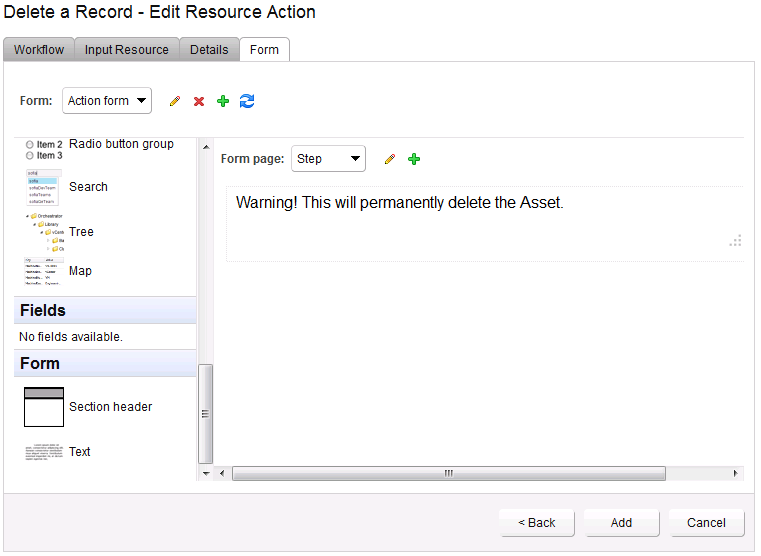 Delete a Record - Edit Resource Action
Workflow
Input Resource
Details
Form
Form:
Action form
Item 2
Item 3
Radio button group
Search
Orchestrator
Library
Tree
Map
Fields
No fields available.
Form
Section header
Text
Form page:
Step
Warning! This will permanently delete the Asset.
< Back
Add
Cancel